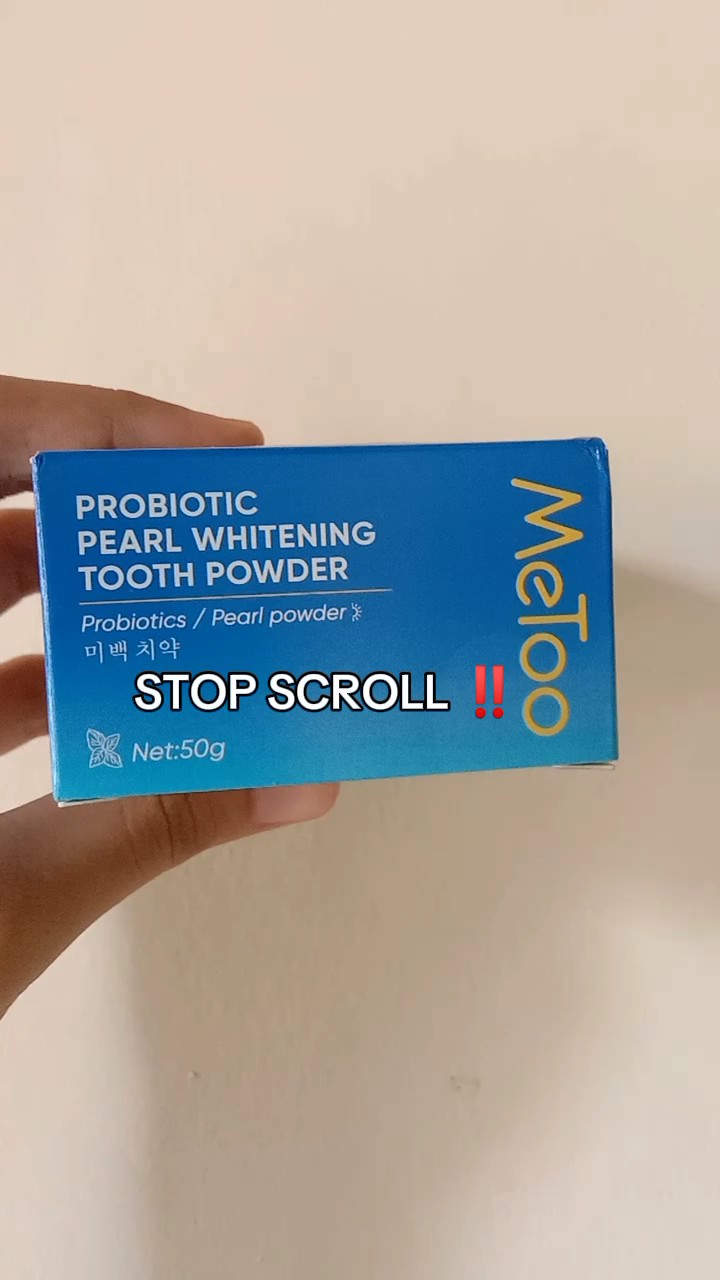 PROBIOTIC
PEARL WHITENING
TOOTH POWDER
Probiotics / Pearl powder
미백 치약
STOP SCROLL ‼️
Net:50g
MeToo